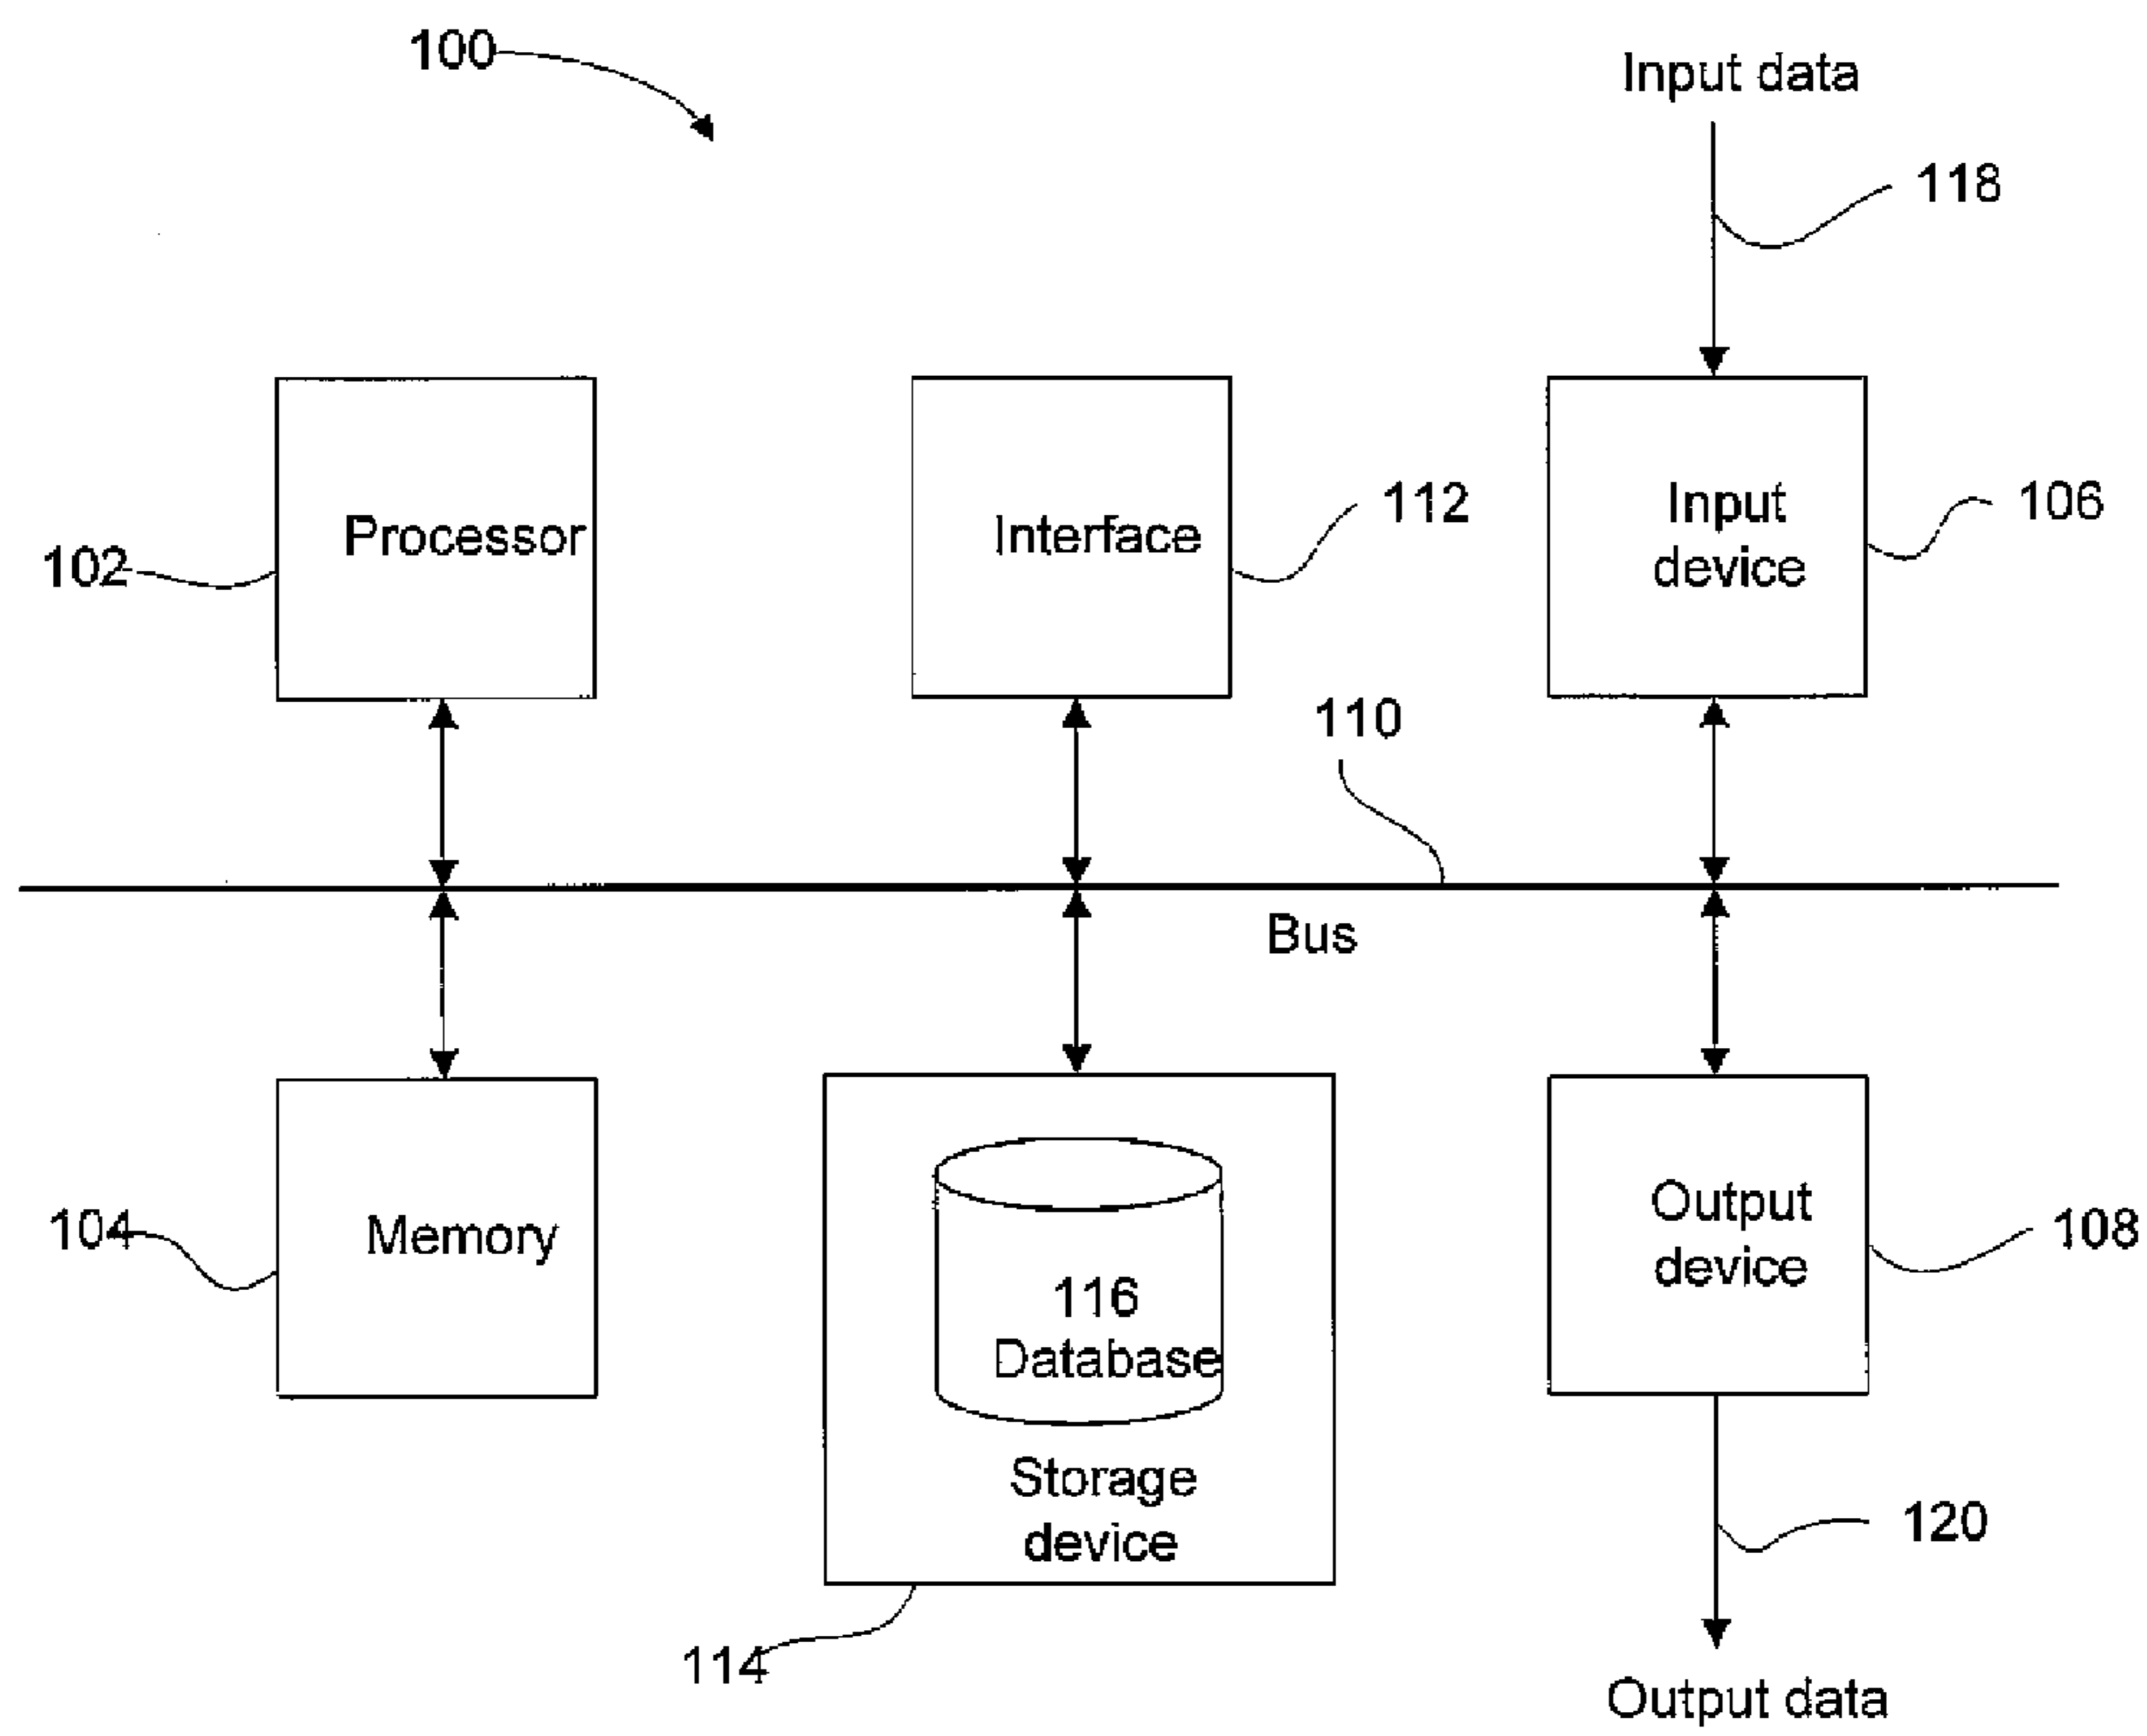 100
Input data
118
Processor
102
Interface
112
Input
device
106
110
Bus
Memory
104
116
Database
Storage
device
114
Output
device
108
120
Output data